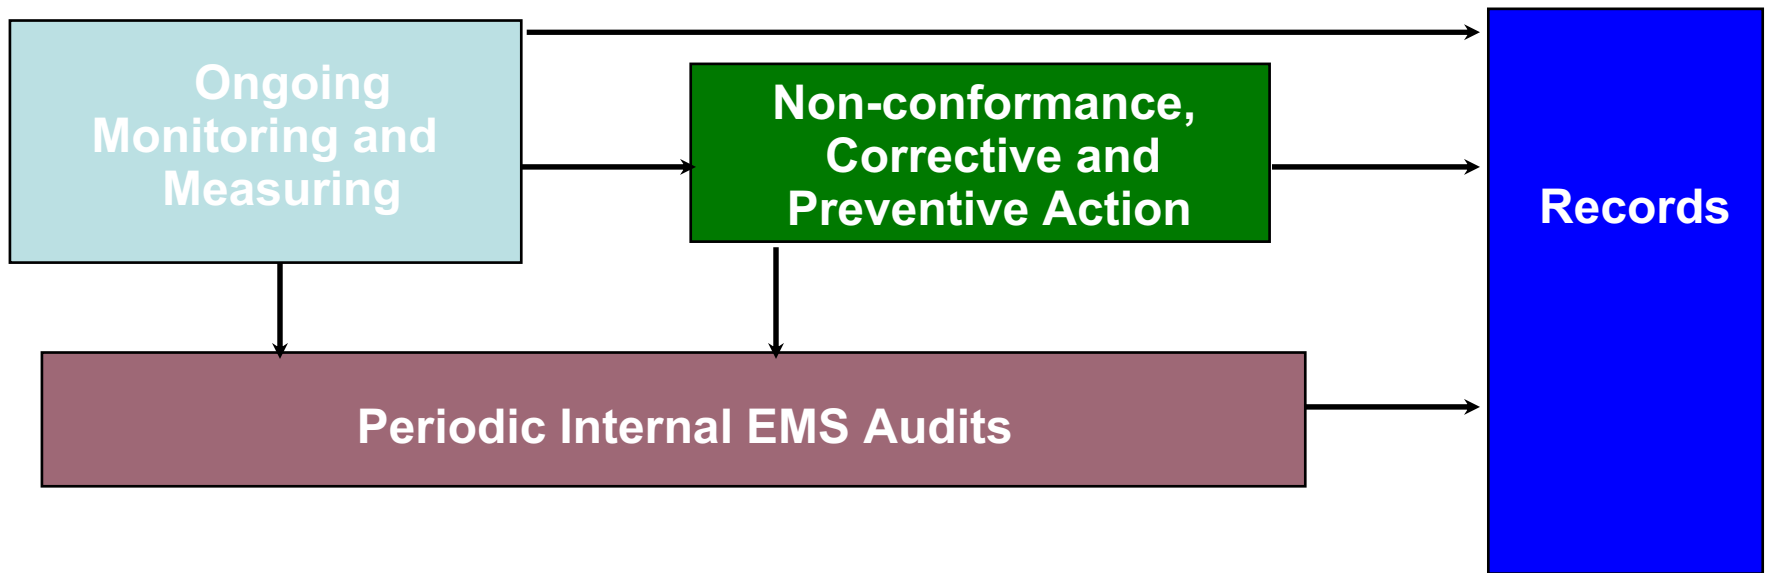 Ongoing
Monitoring and
Measuring
Non-conformance,
Corrective and
Preventive Action
Records
Periodic Internal EMS Audits